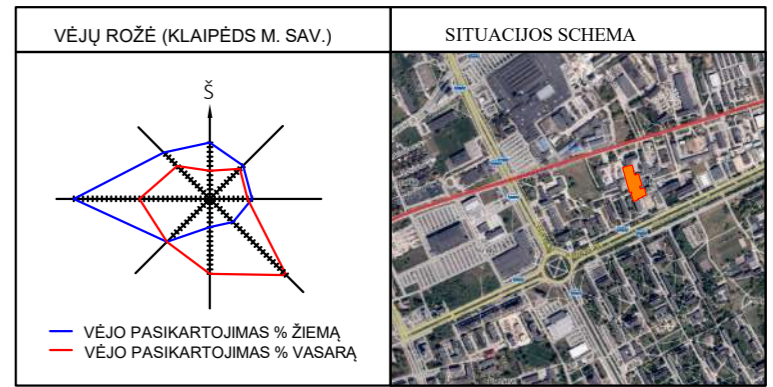 VĖJŲ ROŽĖ (KLAIPĖDS M. SAV.)
SITUACIJOS SCHEMA
Š
VĖJO PASIKARTOJIMAS % ŽIEMĄ
VĖJO PASIKARTOJIMAS % VASARĄ